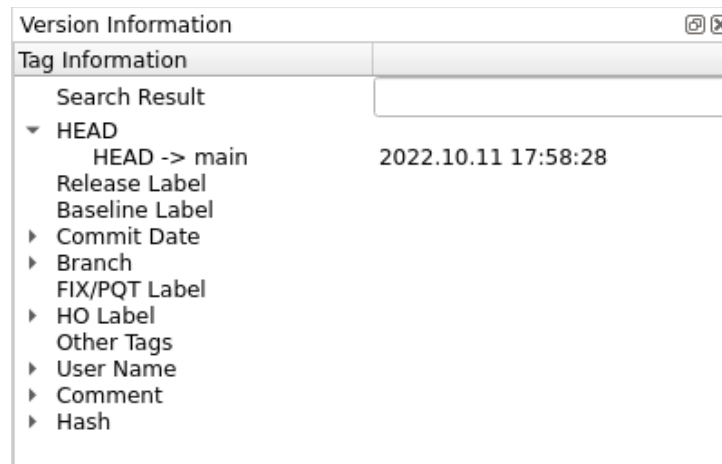 Version Information
Tag Information
Search Result
HEAD
HEAD -> main 2022.10.11 17:58:28
Release Label
Baseline Label
Commit Date
Branch
FIX/PQT Label
HO Label
Other Tags
User Name
Comment
Hash